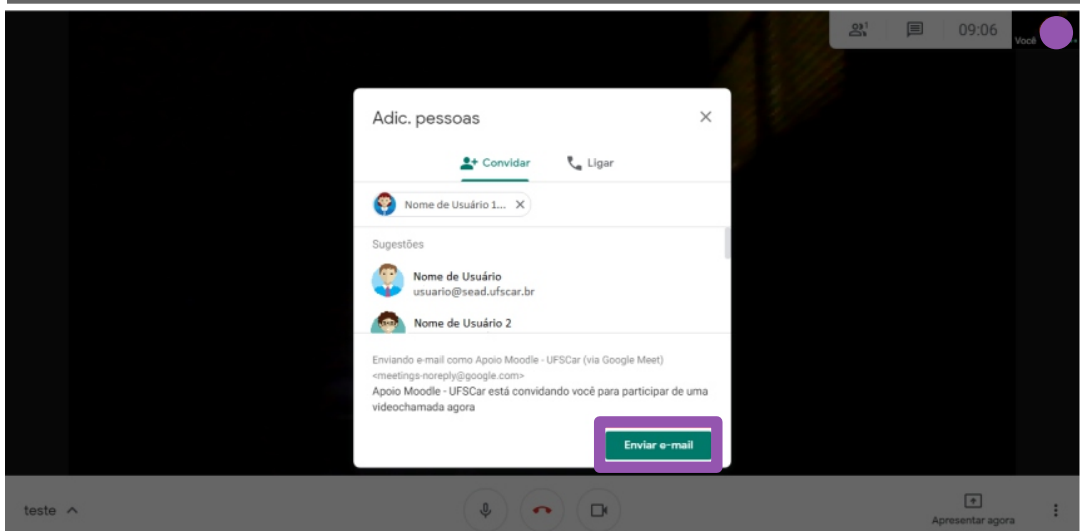 09:06
Você
Adic. pessoas
Convidar
Ligar
Nome de Usuário 1...
Sugestões
Nome de Usuário
usuario@sead.ufscar.br
Nome de Usuário 2
Enviando e-mail como Apoio Moodle - UFSCar (via Google Meet)
<meetings-noreply@google.com>
Apoio Moodle - UFSCar está convidando você para participar de uma
videochamada agora
Enviar e-mail
teste
Apresentar agora